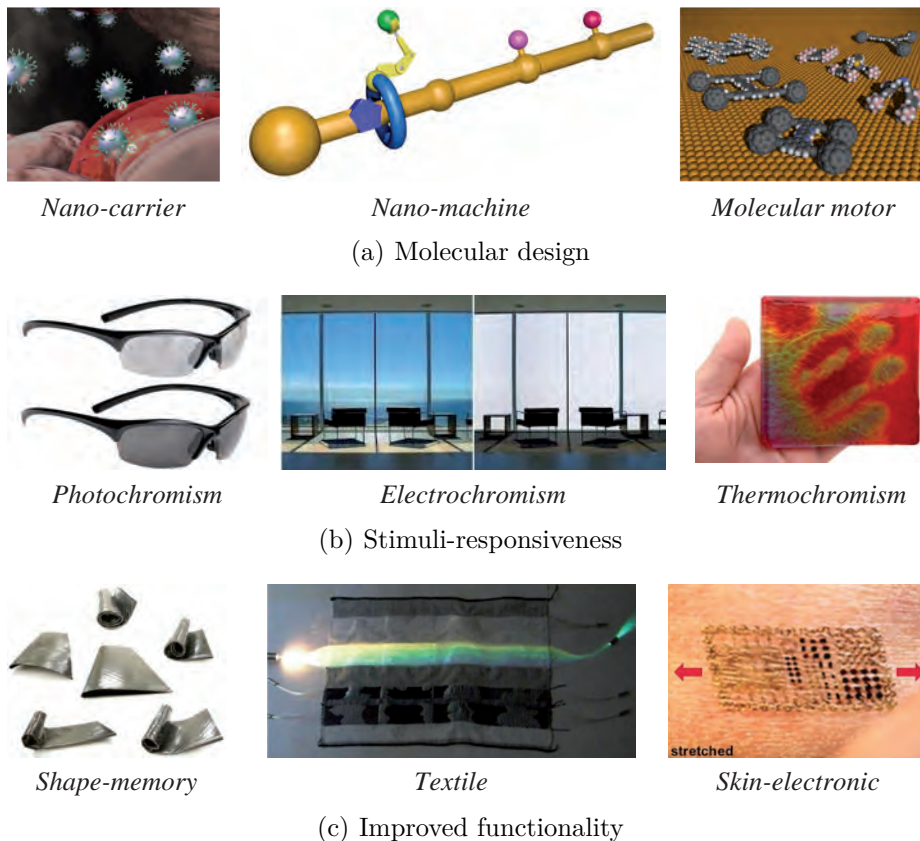 Nano-carrier
Nano-machine
Molecular motor
(a) Molecular design
Photochromism
Electrochromism
Thermochromism
(b) Stimuli-responsiveness
stretched
Shape-memory
Textile
Skin-electronic
(c) Improved functionality